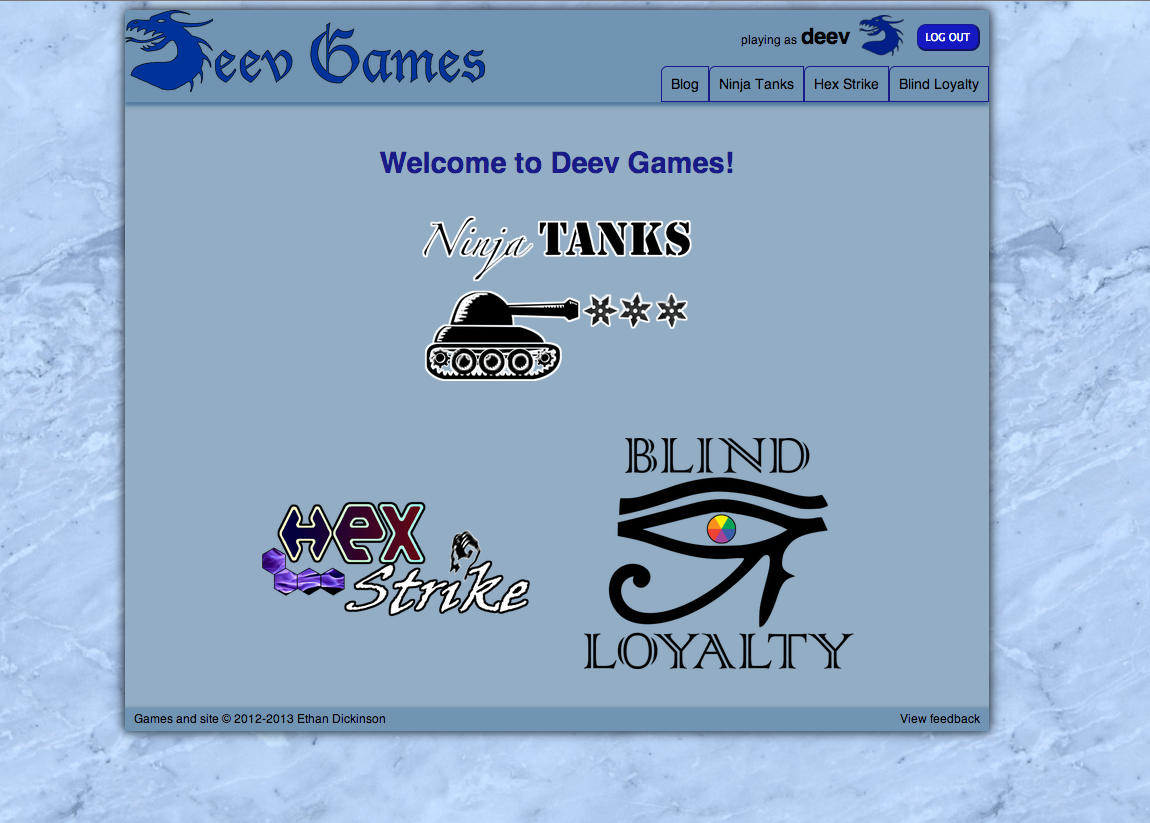 Deev Games
playing as deev
LOG OUT
Blog
Ninja Tanks
Hex Strike
Blind Loyalty
Welcome to Deev Games!
Ninja TANKS
Hex
Strike
BLIND
LOYALTY
Games and site © 2012-2013 Ethan Dickinson
View feedback